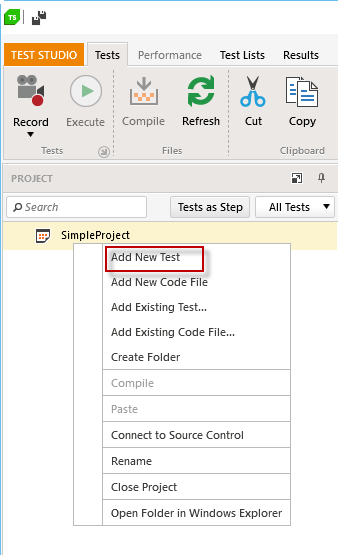 TS
TEST STUDIO Tests Performance Test Lists Results
Record Execute Compile Refresh Cut Copy
Tests Files Clipboard
PROJECT
Search Tests as Step All Tests
SimpleProject
Add New Test
Add New Code File
Add Existing Test...
Add Existing Code File...
Create Folder
Compile
Paste
Connect to Source Control
Rename
Close Project
Open Folder in Windows Explorer